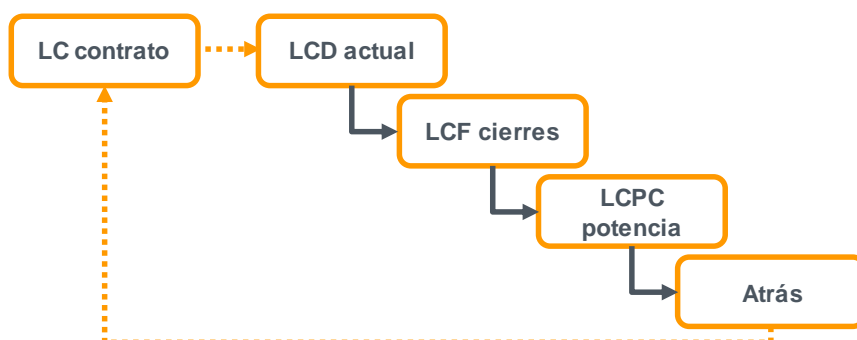 LC contrato
LCD actual
LCF cierres
LCPC
potencia
Atrás